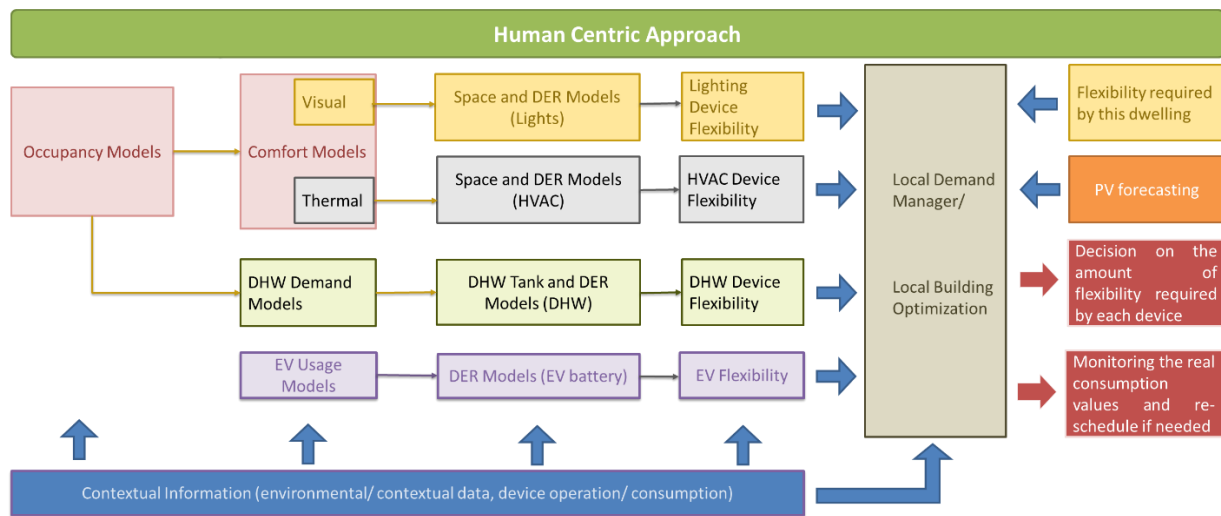 Human Centric Approach
Occupancy Models
Comfort Models
Visual
Thermal
Space and DER Models
(Lights)
Lighting
Device
Flexibility
Space and DER Models
(HVAC)
HVAC Device
Flexibility
DHW Demand
Models
DHW Tank and DER
Models (DHW)
DHW Device
Flexibility
EV Usage
Models
DER Models (EV battery)
EV Flexibility
Local Demand
Manager/
Local Building
Optimization
Flexibility required
by this dwelling
PV forecasting
Decision on the
amount of
flexibility required
by each device
Monitoring the real
consumption
values and re-
schedule if needed
Contextual Information (environmental/ contextual data, device operation/ consumption)